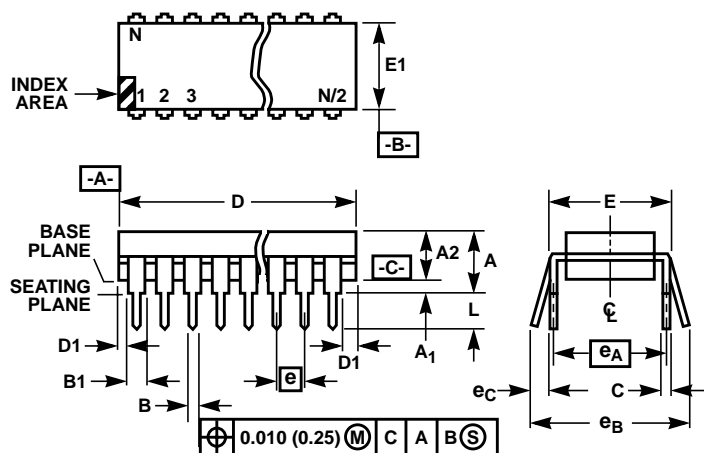 N
E1
INDEX
AREA
1 2 3 N/2
-B-
-A-
D
E
BASE
PLANE
A2
A
-C-
SEATING
PLANE
L
C L
D1
A1
D1
eA
B1
e
eC
C
B
eB
0.010 (0.25) M C A B S